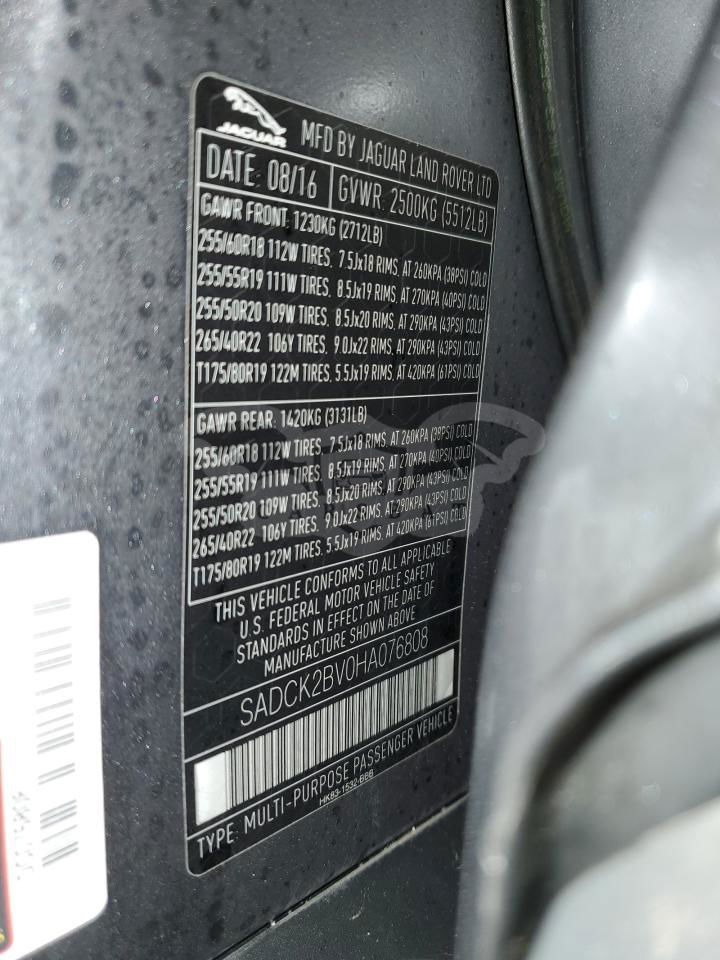 JAGUAR
MFD BY JAGUAR LAND ROVER LTD
DATE: 08/16 GVWR: 2500KG (5512LB)
GAWR FRONT: 1230KG (2712LB)
255/60R18 112W TIRES, 7.5Jx18 RIMS, AT 260KPA (38PSI) COLD
255/55R19 111W TIRES, 8.5Jx19 RIMS, AT 270KPA (40PSI) COLD
255/50R20 109W TIRES, 8.5Jx20 RIMS, AT 290KPA (43PSI) COLD
265/40R22 106Y TIRES, 9.0Jx22 RIMS, AT 290KPA (43PSI) COLD
T175/80R19 122M TIRES, 5.5Jx19 RIMS, AT 420KPA (61PSI) COLD
GAWR REAR: 1420KG (3131LB)
255/60R18 112W TIRES, 7.5Jx18 RIMS, AT 260KPA (38PSI) COLD
255/55R19 111W TIRES, 8.5Jx19 RIMS, AT 270KPA (40PSI) COLD
255/50R20 109W TIRES, 8.5Jx20 RIMS, AT 290KPA (43PSI) COLD
265/40R22 106Y TIRES, 9.0Jx22 RIMS, AT 290KPA (43PSI) COLD
T175/80R19 122M TIRES, 5.5Jx19 RIMS, AT 420KPA (61PSI) COLD
THIS VEHICLE CONFORMS TO ALL APPLICABLE
U.S. FEDERAL MOTOR VEHICLE SAFETY
STANDARDS IN EFFECT ON THE DATE OF
MANUFACTURE SHOWN ABOVE
SADCK2BV0HA076808
TYPE: MULTI-PURPOSE PASSENGER VEHICLE
HK83-1532-BBB